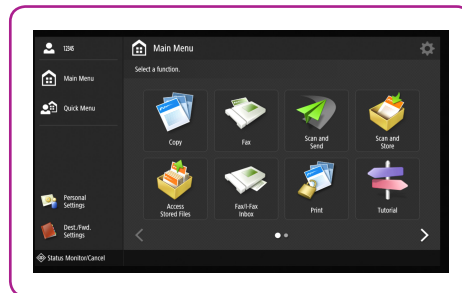 12345
Main Menu
Select a function.
Main Menu
Quick Menu
Copy
Fax
Scan and
Send
Scan and
Store
Access
Stored Files
Fax/I-Fax
Inbox
Print
Tutorial
Personal
Settings
Dest./Fwd.
Settings
Status Monitor/Cancel